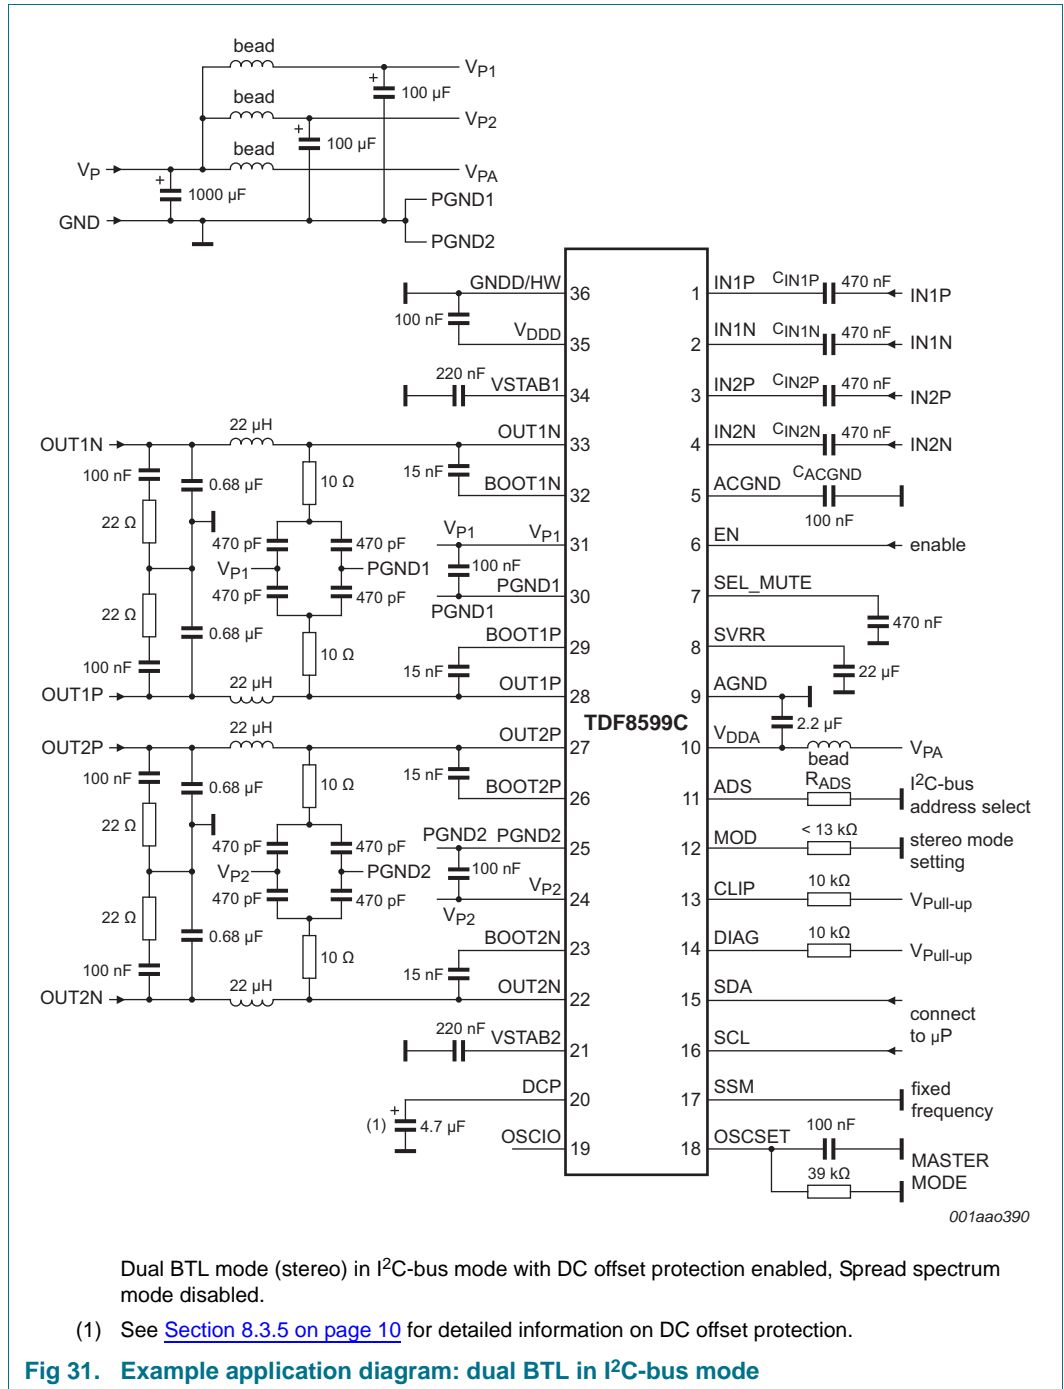 bead
VP1
+
100 µF
bead
VP2
+
100 µF
bead
VP
VPA
+
1000 µF
PGND1
GND
PGND2
GNDD/HW
36
100 nF
VDDD
35
220 nF
VSTAB1
34
22 µH
OUT1N
OUT1N
33
100 nF
0.68 µF
10 Ω
15 nF
BOOT1N
32
22 Ω
470 pF
470 pF
VP1
VP1
31
VP1
PGND1
100 nF
470 pF
470 pF
PGND1
30
PGND1
22 Ω
0.68 µF
10 Ω
BOOT1P
29
100 nF
15 nF
22 µH
OUT1P
OUT1P
28
TDF8599C
22 µH
OUT2P
OUT2P
27
100 nF
0.68 µF
10 Ω
15 nF
BOOT2P
26
22 Ω
470 pF
470 pF
PGND2
PGND2
25
VP2
PGND2
100 nF
470 pF
470 pF
VP2
24
VP2
22 Ω
0.68 µF
10 Ω
BOOT2N
23
100 nF
15 nF
22 µH
OUT2N
OUT2N
22
220 nF
VSTAB2
21
DCP
20
+
(1)
4.7 µF
OSCIO
19
1
IN1P
CIN1P
470 nF
IN1P
2
IN1N
CIN1N
470 nF
IN1N
3
IN2P
CIN2P
470 nF
IN2P
4
IN2N
CIN2N
470 nF
IN2N
5
ACGND
CACGND
100 nF
6
EN
enable
7
SEL_MUTE
470 nF
8
SVRR
22 µF
9
AGND
2.2 µF
10
VDDA
bead
VPA
11
ADS
RADS
I2C-bus
address select
12
MOD
< 13 kΩ
stereo mode
setting
13
CLIP
10 kΩ
VPull-up
14
DIAG
10 kΩ
VPull-up
15
SDA
connect
to µP
16
SCL
17
SSM
fixed
frequency
18
OSCSET
100 nF
39 kΩ
MASTER
MODE
001aao390
Dual BTL mode (stereo) in I2C-bus mode with DC offset protection enabled, Spread spectrum
mode disabled.
(1) See Section 8.3.5 on page 10 for detailed information on DC offset protection.
Fig 31. Example application diagram: dual BTL in I2C-bus mode